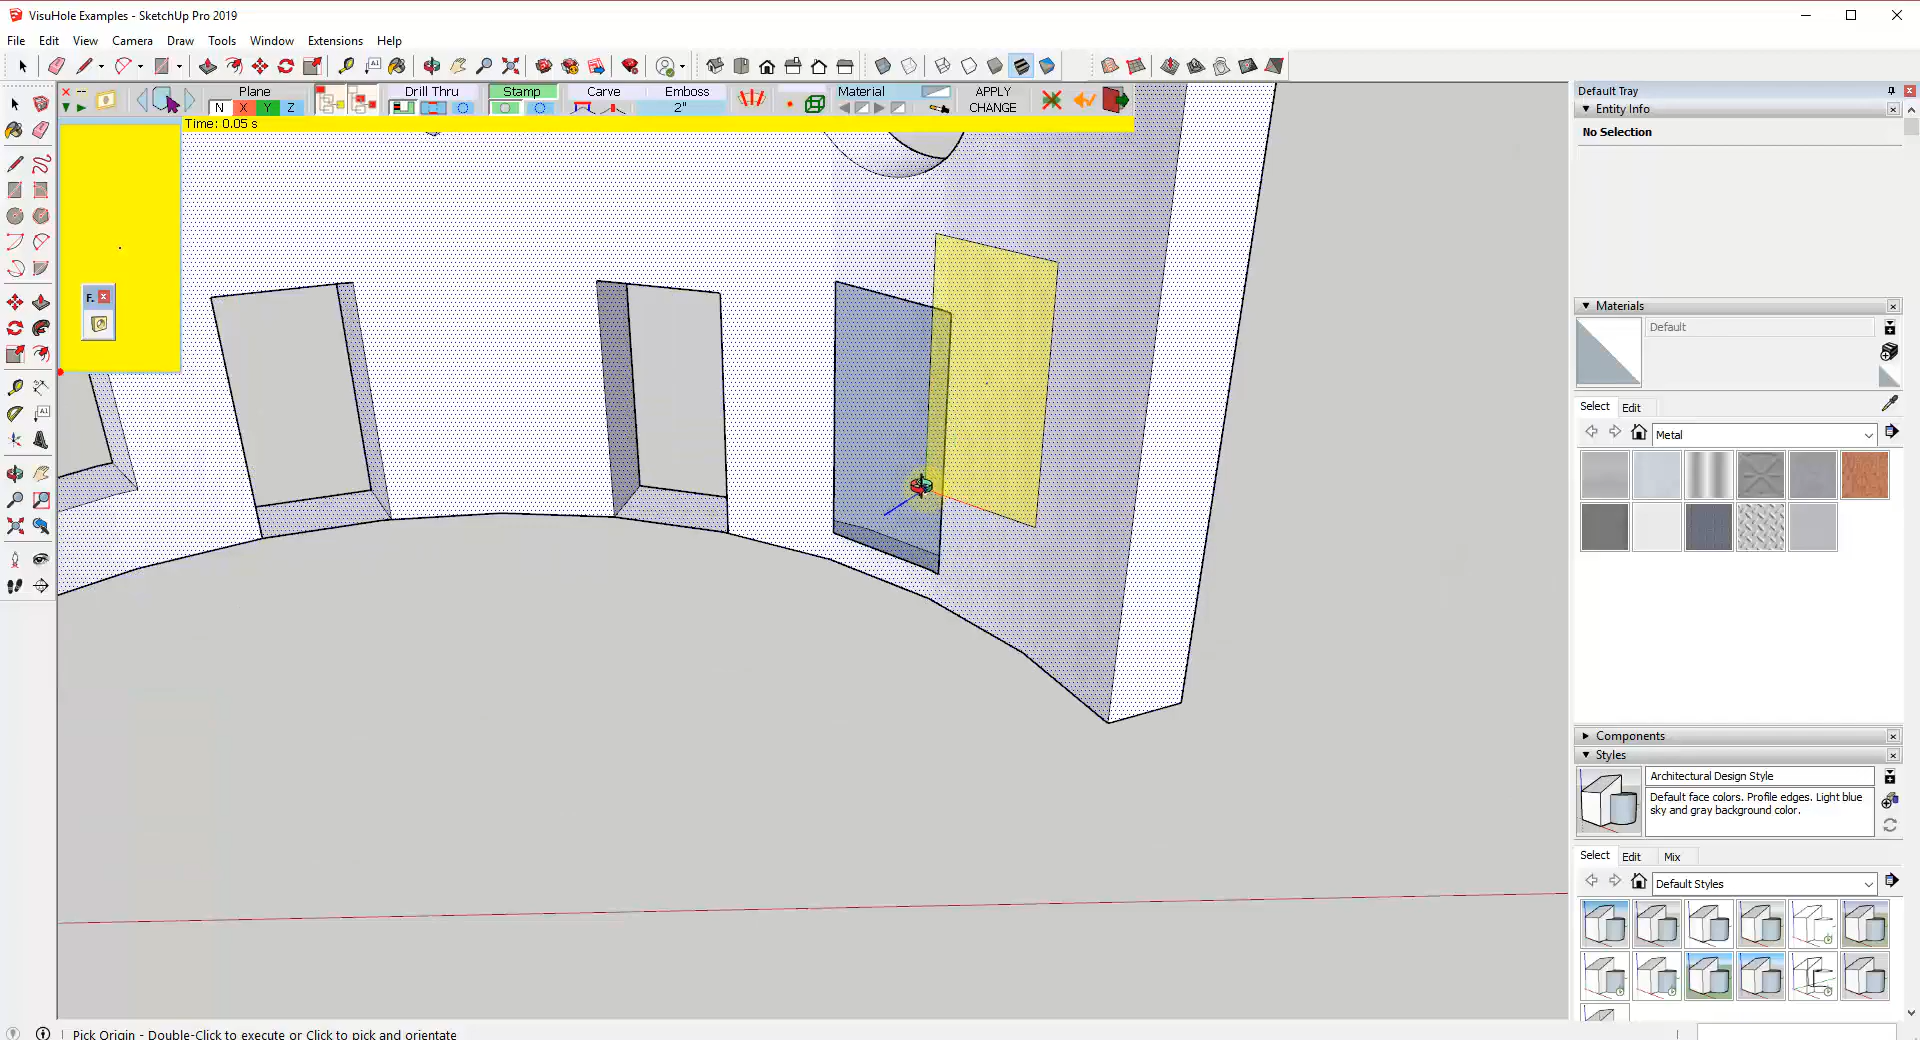 VisuHole Examples - SketchUp Pro 2019
File Edit View Camera Draw Tools Window Extensions Help
Plane Drill Thru Stamp Carve Emboss Material APPLY
N X Y Z 2" CHANGE
Time: 0.05 s
F.
Default Tray
Entity Info
No Selection
Materials
Default
Select Edit
Metal
Components
Styles
Architectural Design Style
Default face colors. Profile edges. Light blue
sky and gray background color.
Select Edit Mix
Default Styles
Pick Origin - Double-Click to execute or Click to pick and orientate